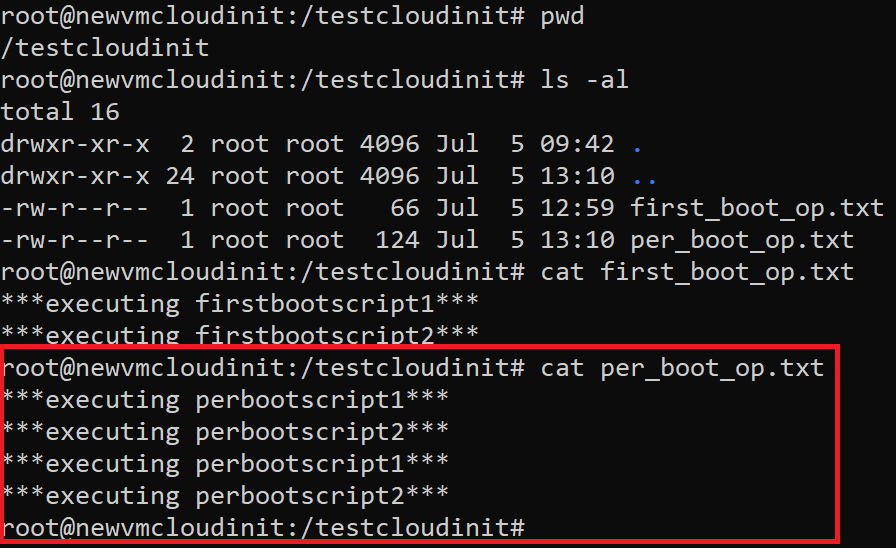 root@newvmcloudinit:/testcloudinit# pwd
/testcloudinit
root@newvmcloudinit:/testcloudinit# ls -al
total 16
drwxr-xr-x  2 root root 4096 Jul  5 09:42 .
drwxr-xr-x 24 root root 4096 Jul  5 13:10 ..
-rw-r--r--  1 root root   66 Jul  5 12:59 first_boot_op.txt
-rw-r--r--  1 root root  124 Jul  5 13:10 per_boot_op.txt
root@newvmcloudinit:/testcloudinit# cat first_boot_op.txt
***executing firstbootscript1***
***executing firstbootscript2***
root@newvmcloudinit:/testcloudinit# cat per_boot_op.txt
***executing perbootscript1***
***executing perbootscript2***
***executing perbootscript1***
***executing perbootscript2***
root@newvmcloudinit:/testcloudinit#